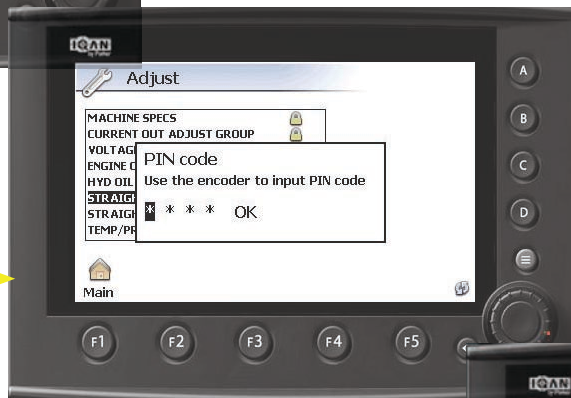 IQAN
Adjust
MACHINE SPECS
CURRENT OUT ADJUST GROUP
PIN code
Use the encoder to input PIN code
* * * * OK
Main
A
B
C
D
F1 F2 F3 F4 F5
IQAN